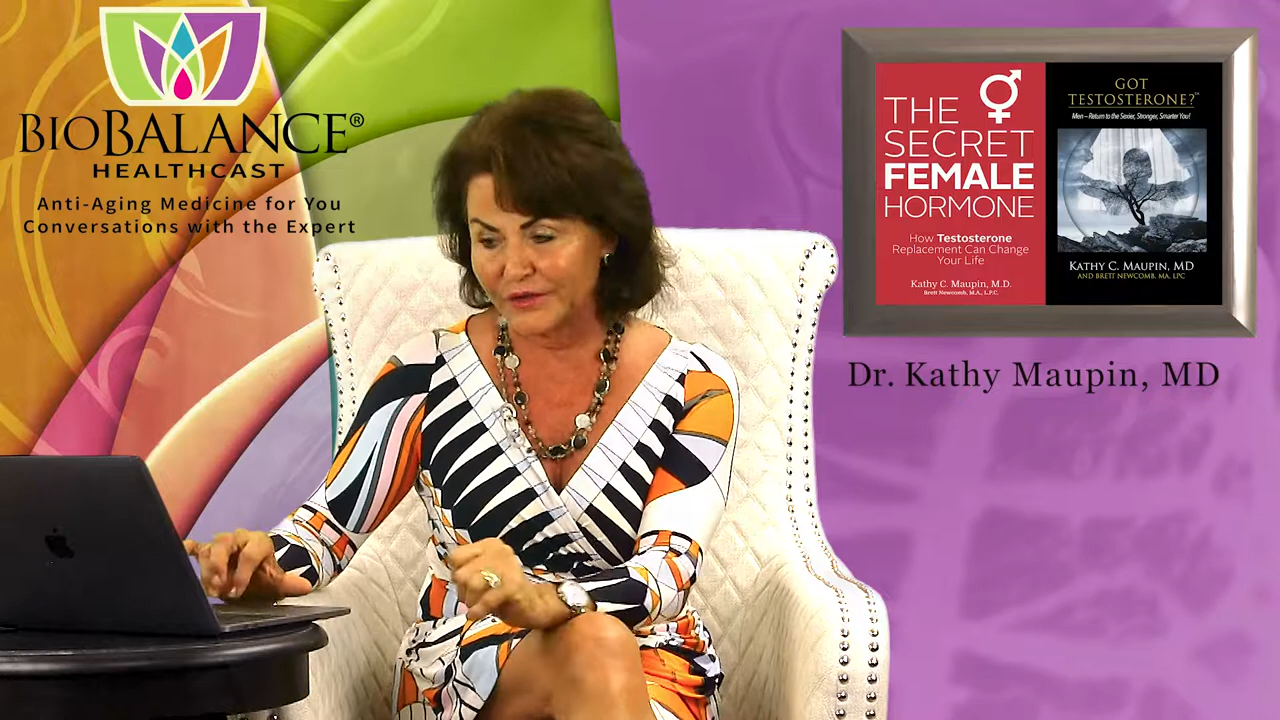 BIOBALANCE®
HEALTHCAST
Anti-Aging Medicine for You
Conversations with the Expert
THE
SECRET
FEMALE
HORMONE
How Testosterone
Replacement Can Change
Your Life
Kathy C. Maupin, M.D.
Brett Newcomb, M.A., L.P.C.
GOT
TESTOSTERONE?™
Men – Return to the Sexier, Stronger, Smarter You!
KATHY C. MAUPIN, MD
AND BRETT NEWCOMB, MA, LPC
Dr. Kathy Maupin, MD